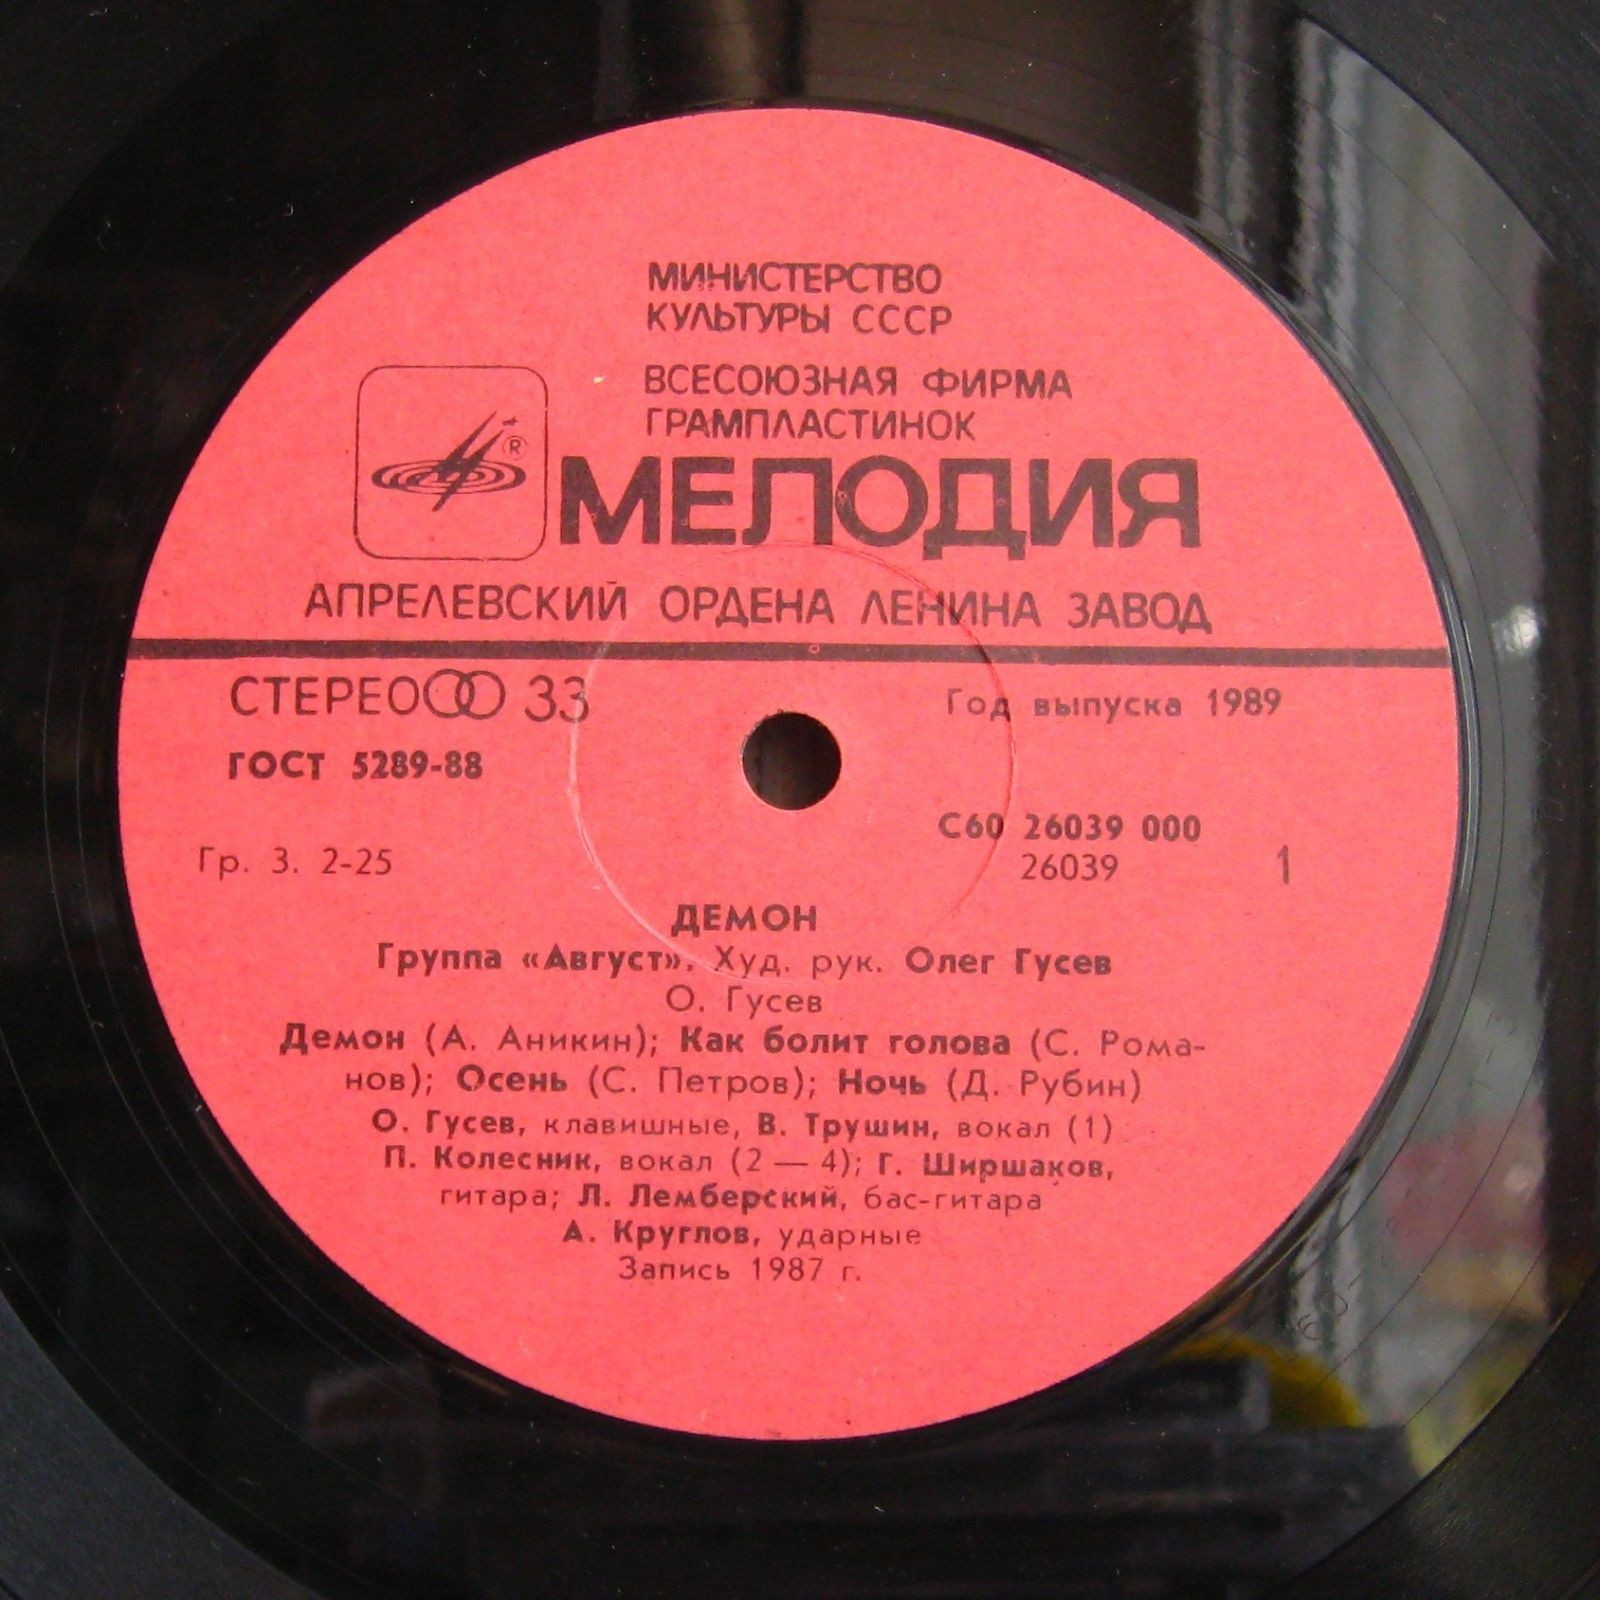 МИНИСТЕРСТВО
КУЛЬТУРЫ СССР
ВСЕСОЮЗНАЯ ФИРМА
ГРАМПЛАСТИНОК
®
МЕЛОДИЯ
АПРЕЛЕВСКИЙ ОРДЕНА ЛЕНИНА ЗАВОД
СТЕРЕО 33
Год выпуска 1989
ГОСТ 5289-88
С60 26039 000
Гр. 3. 2-25
26039
1
ДЕМОН
Группа «Август». Худ. рук. Олег Гусев
О. Гусев
Демон (А. Аникин); Как болит голова (С. Рома-
нов); Осень (С. Петров); Ночь (Д. Рубин)
О. Гусев, клавишные, В. Трушин, вокал (1)
П. Колесник, вокал (2 — 4); Г. Ширшаков,
гитара; Л. Лемберский, бас-гитара
А. Круглов, ударные
Запись 1987 г.